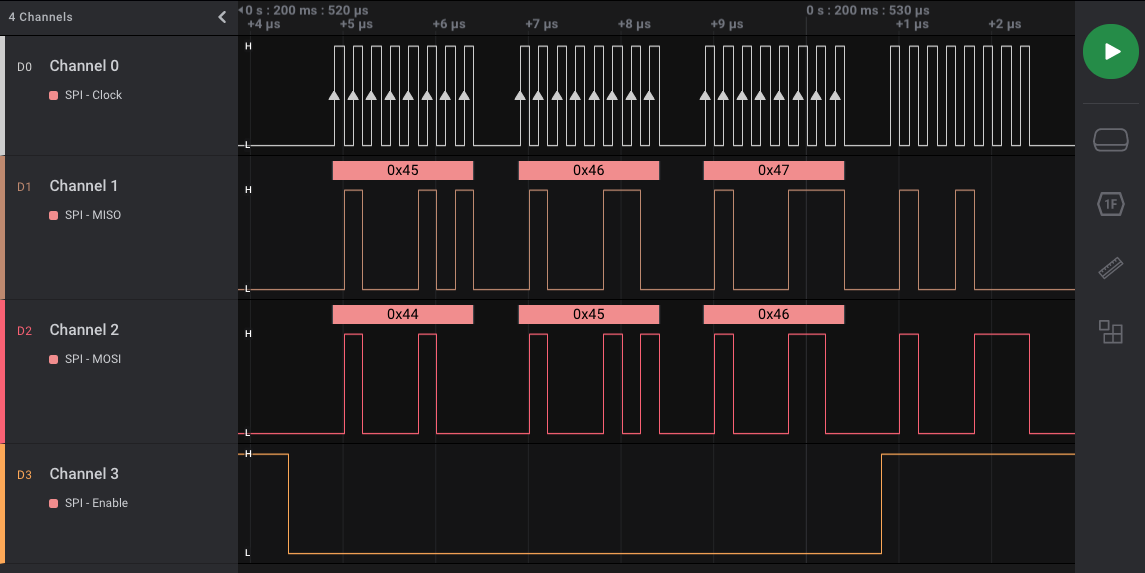 4 Channels
0 s : 200 ms : 520 µs
0 s : 200 ms : 530 µs
+4 µs
+5 µs
+6 µs
+7 µs
+8 µs
+9 µs
+1 µs
+2 µs
D0
Channel 0
SPI - Clock
H
L
D1
Channel 1
SPI - MISO
H
L
0x45
0x46
0x47
1F
D2
Channel 2
SPI - MOSI
H
L
0x44
0x45
0x46
D3
Channel 3
SPI - Enable
H
L